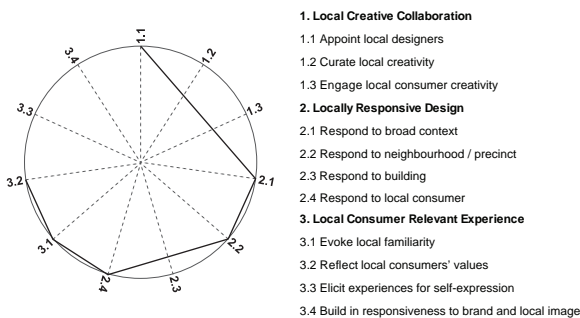 1.1
1.2
1.3
2.1
2.2
2.3
2.4
3.1
3.2
3.3
3.4
1. Local Creative Collaboration
1.1 Appoint local designers
1.2 Curate local creativity
1.3 Engage local consumer creativity
2. Locally Responsive Design
2.1 Respond to broad context
2.2 Respond to neighbourhood / precinct
2.3 Respond to building
2.4 Respond to local consumer
3. Local Consumer Relevant Experience
3.1 Evoke local familiarity
3.2 Reflect local consumers' values
3.3 Elicit experiences for self-expression
3.4 Build in responsiveness to brand and local image